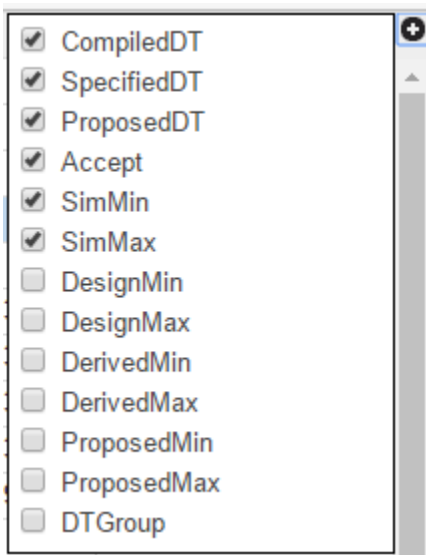 CompiledDT
SpecifiedDT
ProposedDT
Accept
SimMin
SimMax
DesignMin
DesignMax
DerivedMin
DerivedMax
ProposedMin
ProposedMax
DTGroup